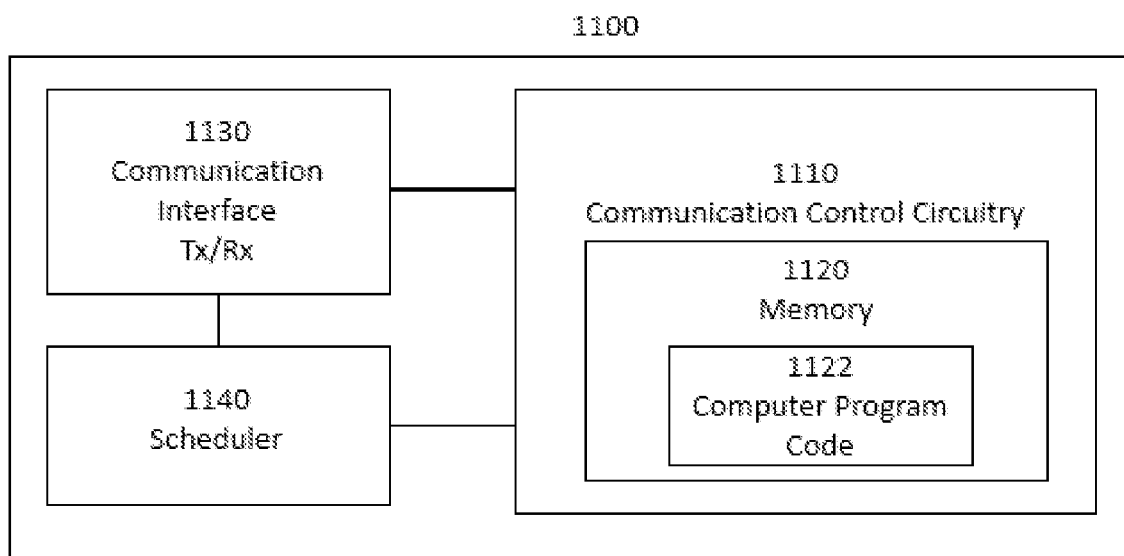 1100
1130
Communication
Interface
Tx/Rx
1140
Scheduler
1110
Communication Control Circuitry
1120
Memory
1122
Computer Program
Code